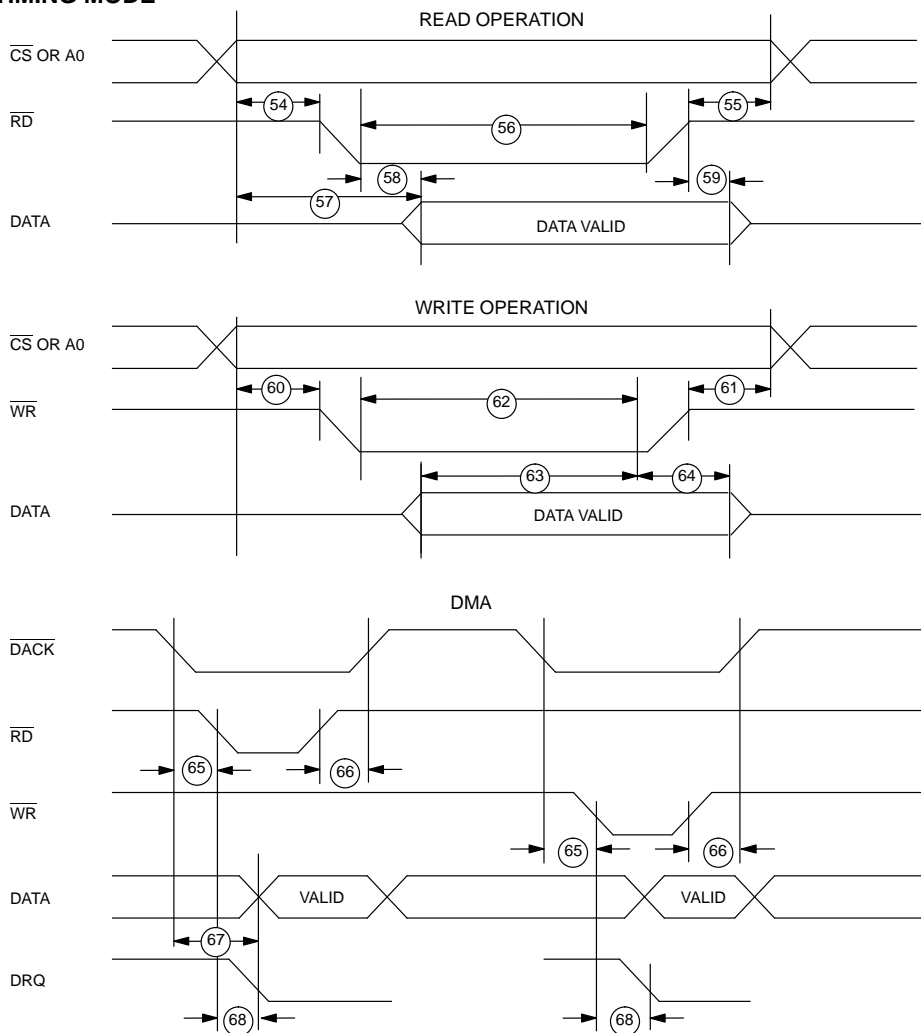 TIMING MODE
READ OPERATION
CS OR A0
54
55
RD
56
58
59
57
DATA
DATA VALID
WRITE OPERATION
CS OR A0
60
61
WR
62
63
64
DATA
DATA VALID
DMA
DACK
RD
65
66
WR
65
66
DATA
VALID
VALID
67
DRQ
68
68